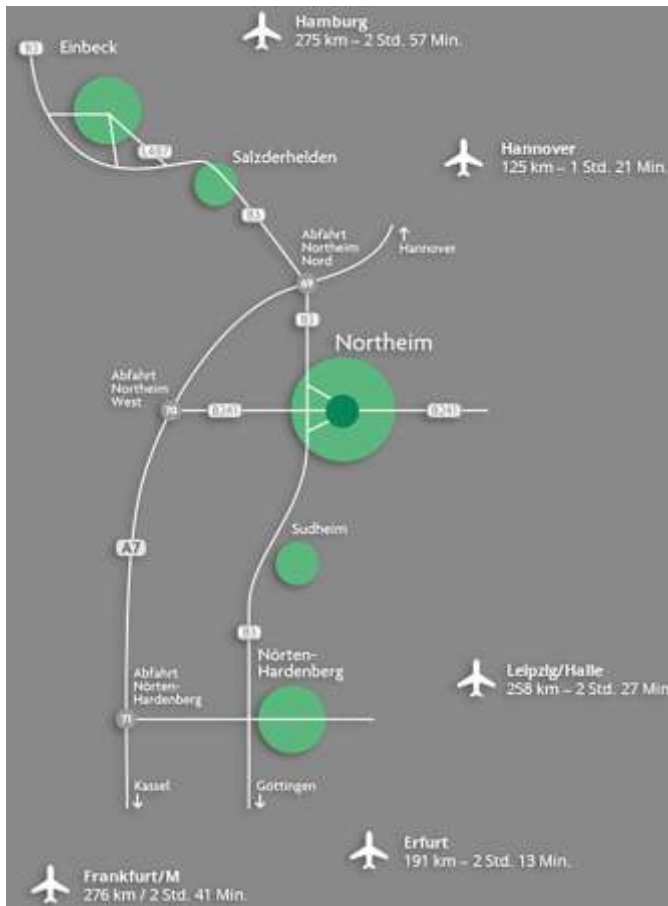 Hamburg
275 km – 2 Std. 57 Min.
B3
Einbeck
Hannover
125 km – 1 Std. 21 Min.
Salzderhelden
B3
Abfahrt
Northeim
Nord
Hannover
69
B3
Northeim
Abfahrt
Northeim
West
70
B241
B241
A7
Sudheim
B3
Nörten-
Hardenberg
Leipzig/Halle
258 km – 2 Std. 27 Min
Abfahrt
Nörten-
Hardenberg
71
Kassel
Göttingen
Erfurt
191 km – 2 Std. 13 Min.
Frankfurt/M
276 km / 2 Std. 41 Min.